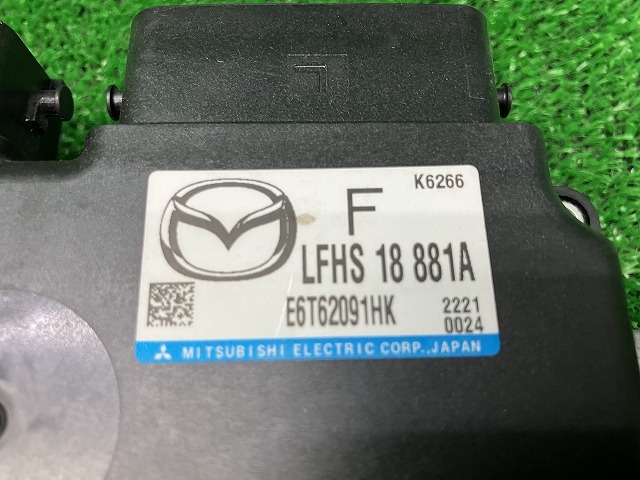 F
K6266
LFHS 18 881A
E6T62091HK
2221
0024
MITSUBISHI ELECTRIC CORP.,JAPAN